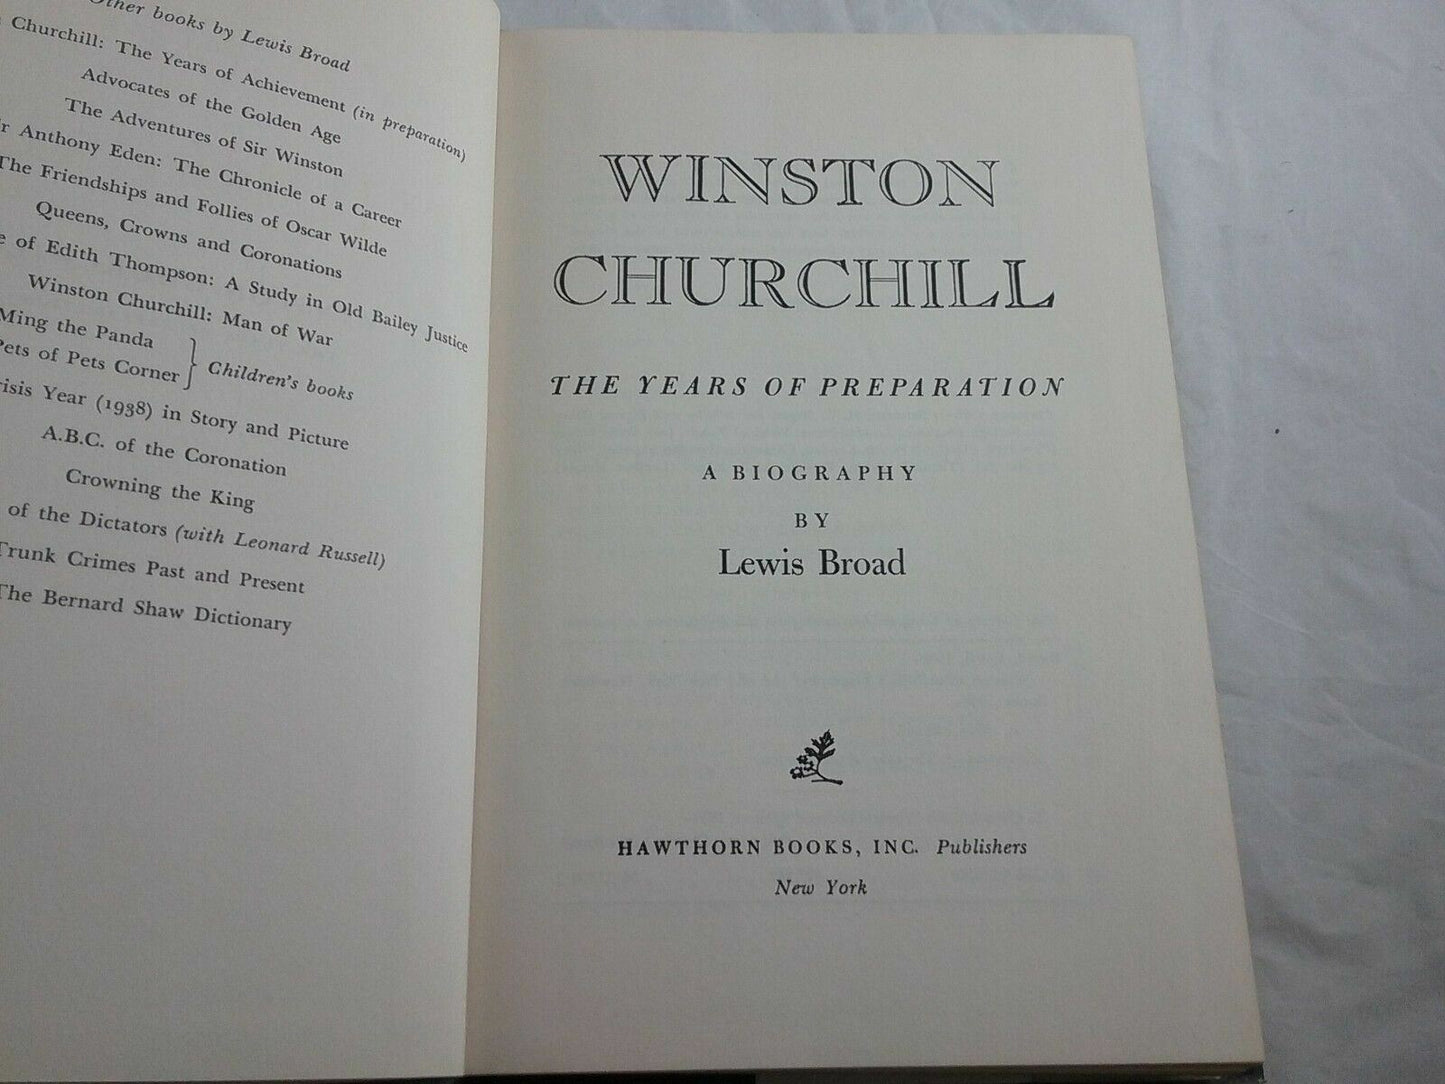 Other books by Lewis Broad
Churchill: The Years of Achievement (in preparation)
Advocates of the Golden Age
The Adventures of Sir Winston
Anthony Eden: The Chronicle of a Career
The Friendships and Follies of Oscar Wilde
Queens, Crowns and Coronations
of Edith Thompson: A Study in Old Bailey Justice
Winston Churchill: Man of War
Ming the Panda
Pets of Pets Corner
Children's books
Year (1938) in Story and Picture
A.B.C. of the Coronation
Crowning the King
of the Dictators (with Leonard Russell)
Trunk Crimes Past and Present
The Bernard Shaw Dictionary
WINSTON
CHURCHILL
THE YEARS OF PREPARATION
A BIOGRAPHY
BY
Lewis Broad
HAWTHORN BOOKS, INC. Publishers
New York